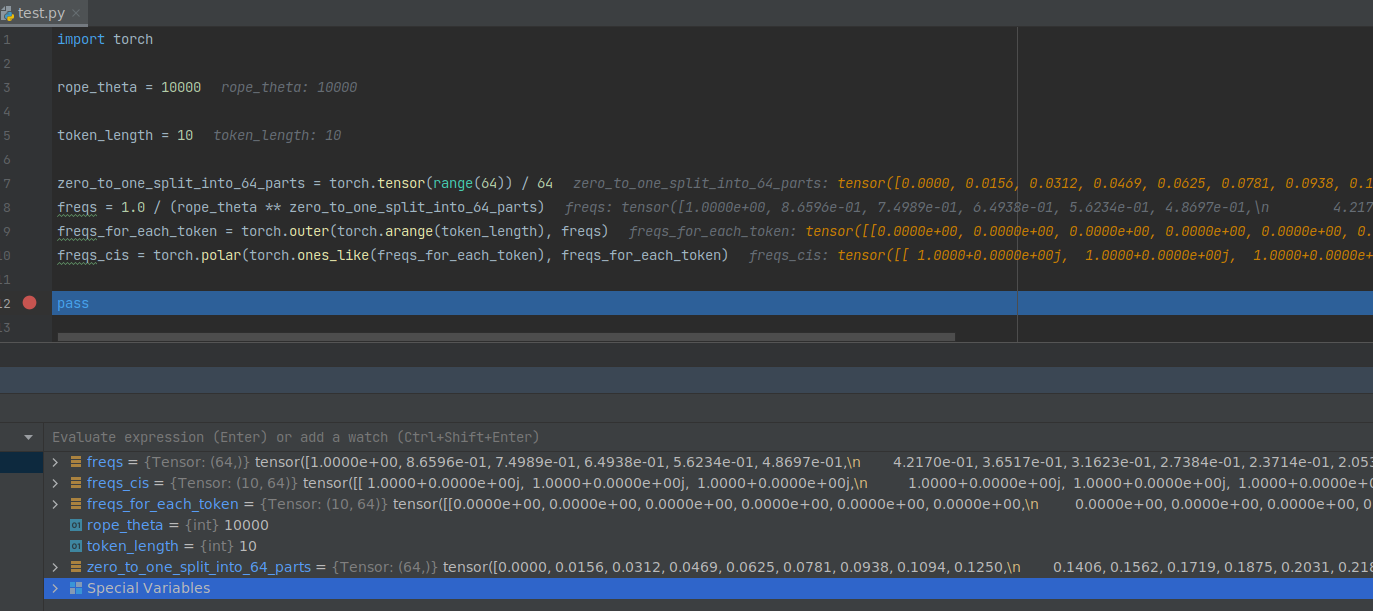 test.py ×
1 import torch
2
3 rope_theta = 10000 rope_theta: 10000
4
5 token_length = 10 token_length: 10
6
7 zero_to_one_split_into_64_parts = torch.tensor(range(64)) / 64 zero_to_one_split_into_64_parts: tensor([0.0000, 0.0156, 0.0312, 0.0469, 0.0625, 0.0781, 0.0938, 0.1
8 freqs = 1.0 / (rope_theta ** zero_to_one_split_into_64_parts) freqs: tensor([1.0000e+00, 8.6596e-01, 7.4989e-01, 6.4938e-01, 5.6234e-01, 4.8697e-01,\n 4.217
9 freqs_for_each_token = torch.outer(torch.arange(token_length), freqs) freqs_for_each_token: tensor([[0.0000e+00, 0.0000e+00, 0.0000e+00, 0.0000e+00, 0.0000e+00, 0.
10 freqs_cis = torch.polar(torch.ones_like(freqs_for_each_token), freqs_for_each_token) freqs_cis: tensor([[ 1.0000+0.0000e+00j, 1.0000+0.0000e+00j, 1.0000+0.0000e+
11
12 pass
13
Evaluate expression (Enter) or add a watch (Ctrl+Shift+Enter)
freqs = {Tensor: (64,)} tensor([1.0000e+00, 8.6596e-01, 7.4989e-01, 6.4938e-01, 5.6234e-01, 4.8697e-01,\n 4.2170e-01, 3.6517e-01, 3.1623e-01, 2.7384e-01, 2.3714e-01, 2.053
freqs_cis = {Tensor: (10, 64)} tensor([[ 1.0000+0.0000e+00j, 1.0000+0.0000e+00j, 1.0000+0.0000e+00j,\n 1.0000+0.0000e+00j, 1.0000+0.0000e+00j, 1.0000+0.0000e+0
freqs_for_each_token = {Tensor: (10, 64)} tensor([[0.0000e+00, 0.0000e+00, 0.0000e+00, 0.0000e+00, 0.0000e+00, 0.0000e+00,\n 0.0000e+00, 0.0000e+00, 0.0000e+00, 0.
01 rope_theta = {int} 10000
01 token_length = {int} 10
zero_to_one_split_into_64_parts = {Tensor: (64,)} tensor([0.0000, 0.0156, 0.0312, 0.0469, 0.0625, 0.0781, 0.0938, 0.1094, 0.1250,\n 0.1406, 0.1562, 0.1719, 0.1875, 0.2031, 0.218
Special Variables